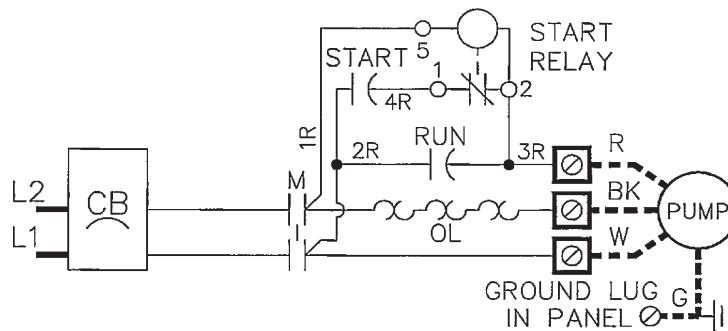 START
RELAY
5
START
1
2
4R
1R
RUN
2R
3R
R
M
BK
L2
CB
PUMP
OL
W
L1
GROUND LUG
IN PANEL
G